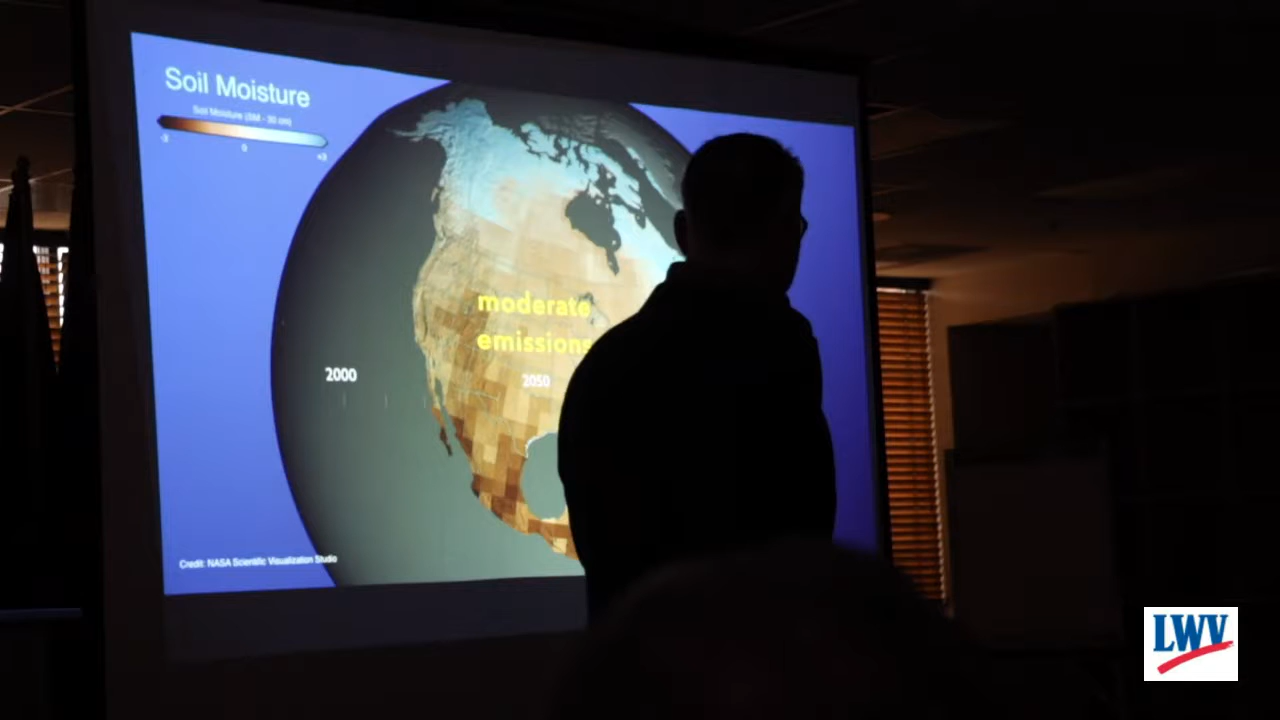 Soil Moisture
Soil Moisture (SM - 30 cm)
-3 0 +3
moderate
emissions
2000 2050
Credit: NASA Scientific Visualization Studio
LWV